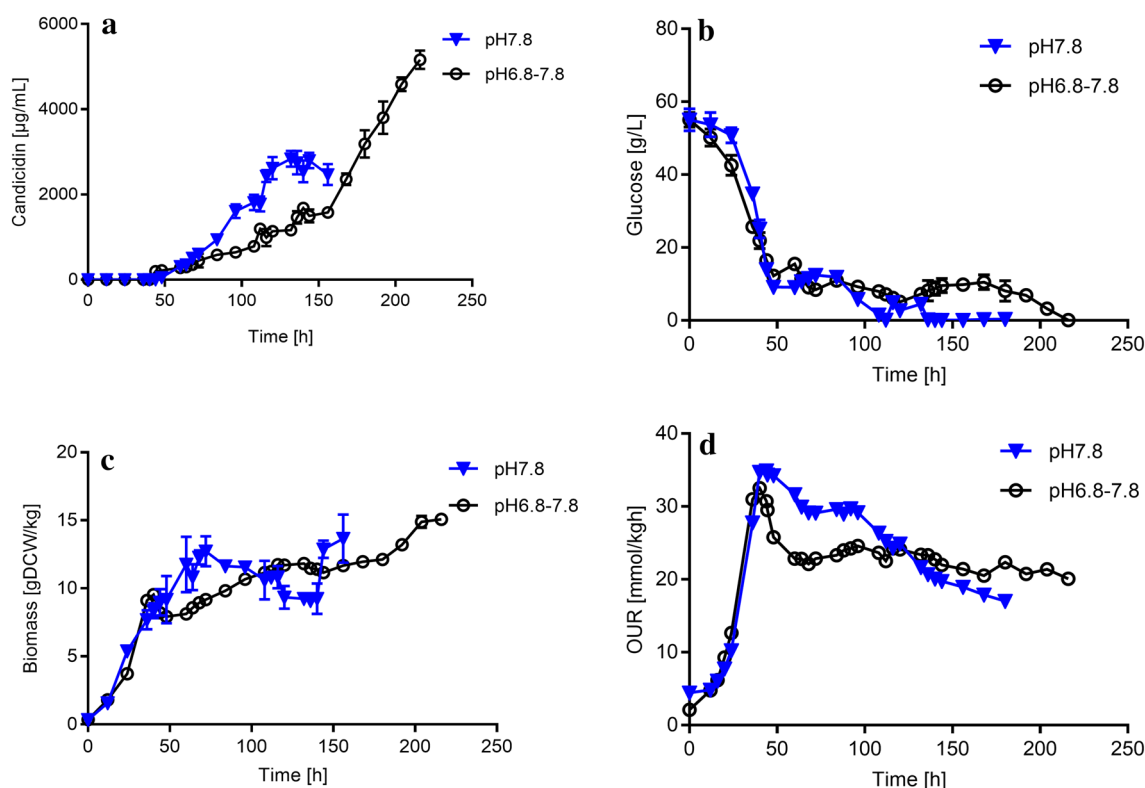 a
6000
4000
2000
0
Candicidin [µg/mL]
0 50 100 150 200 250
Time [h]
pH7.8
pH6.8-7.8
b
80
60
40
20
0
Glucose [g/L]
0 50 100 150 200 250
Time [h]
pH7.8
pH6.8-7.8
c
20
15
10
5
0
Biomass [gDCW/kg]
0 50 100 150 200 250
Time [h]
pH7.8
pH6.8-7.8
d
40
30
20
10
0
OUR [mmol/kgh]
0 50 100 150 200 250
Time [h]
pH7.8
pH6.8-7.8